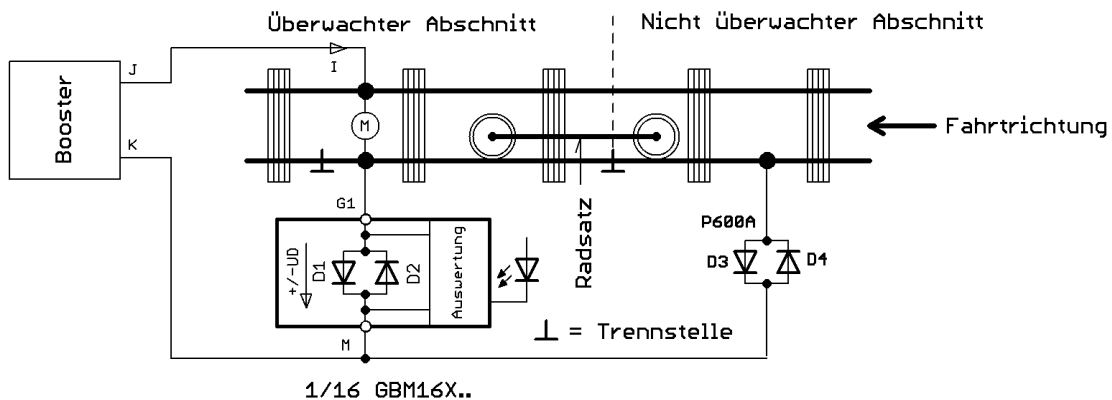 Überwachter Abschnitt
Nicht überwachter Abschnitt
Booster
J
I
K
M
Fahrtrichtung
G1
Radsatz
P600A
+/-UD
D1
D2
Auswertung
D3
D4
M
= Trennstelle
1/16 GBM16X..